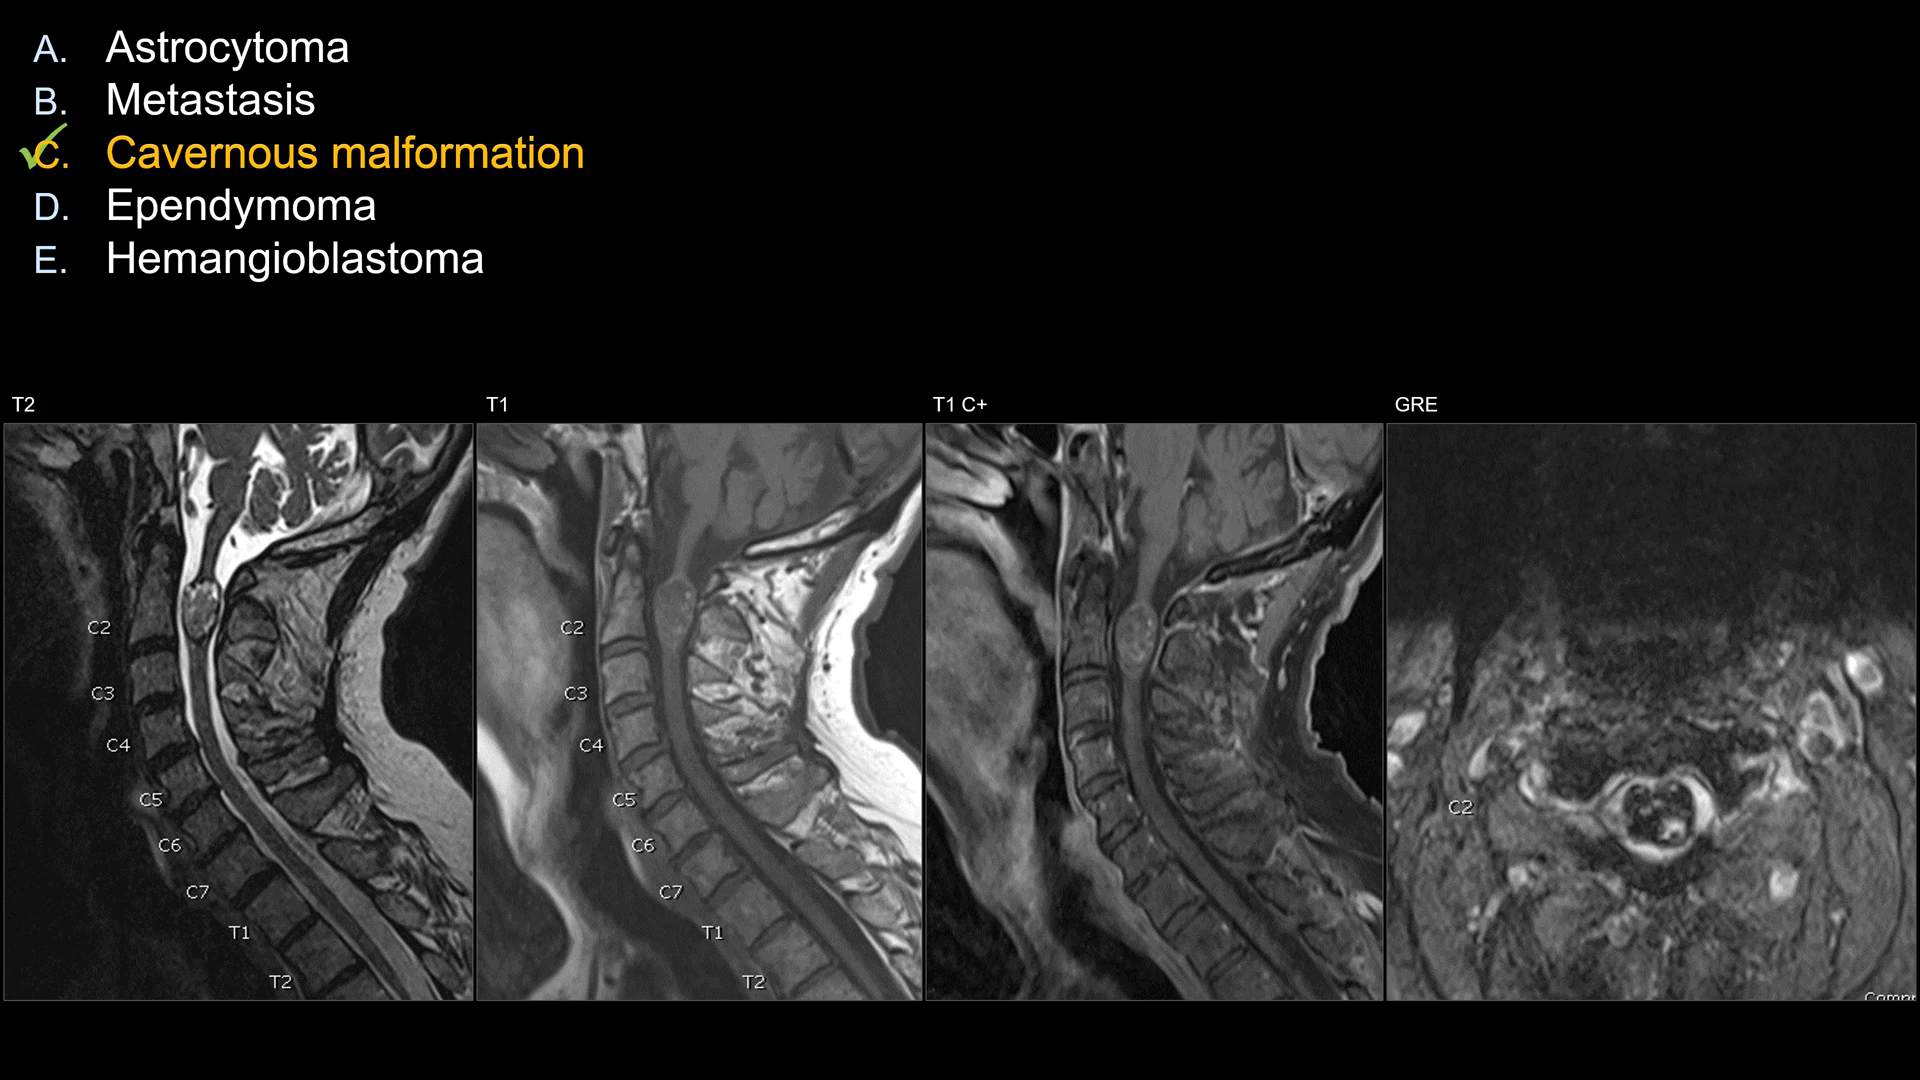 A. Astrocytoma
B. Metastasis
C. Cavernous malformation
D. Ependymoma
E. Hemangioblastoma
T2 T1 T1 C+ GRE
C2 C2
C3 C3
C4 C4
C5 C5 C2
C6 C6
C7 C7
T1 T1
T2 T2